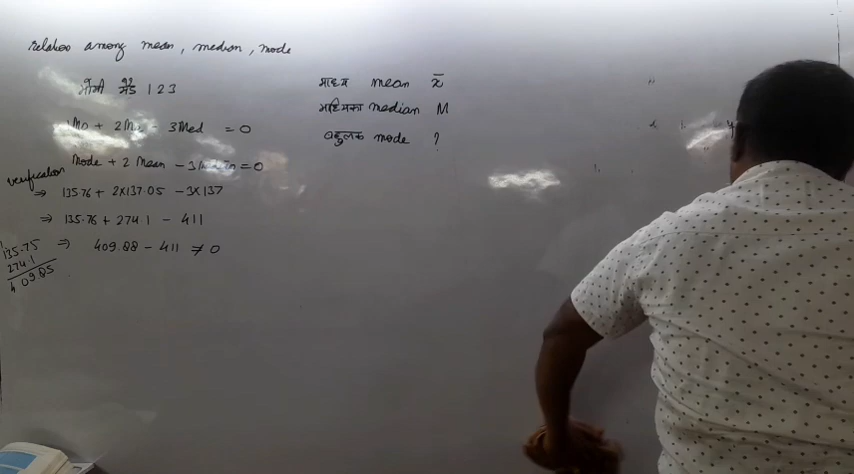 relation among mean, median, mode
मोमी मेड 1 2 3
Mo + 2Me - 3Med = 0
verification
Mode + 2 Mean - 3Median = 0
⇒ 135.76 + 2×137.05 - 3×137
⇒ 135.76 + 274.1 - 411
⇒ 409.88 - 411 ≠ 0
135.75
274.1
409.85
माध्य mean x̄
माध्यिका median M
बहुलक mode ?